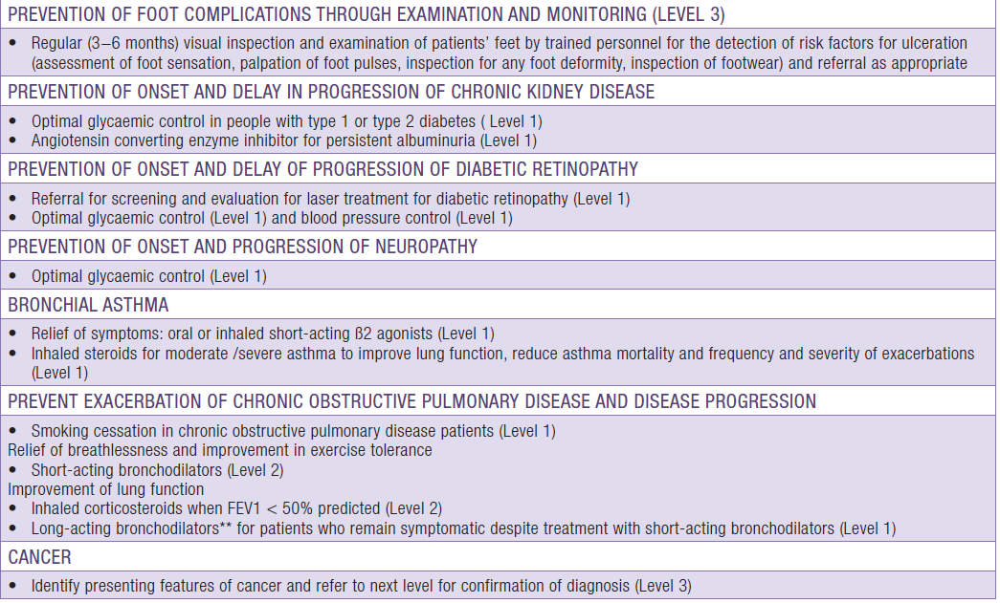 PREVENTION OF FOOT COMPLICATIONS THROUGH EXAMINATION AND MONITORING (LEVEL 3)
• Regular (3–6 months) visual inspection and examination of patients’ feet by trained personnel for the detection of risk factors for ulceration
(assessment of foot sensation, palpation of foot pulses, inspection for any foot deformity, inspection of footwear) and referral as appropriate
PREVENTION OF ONSET AND DELAY IN PROGRESSION OF CHRONIC KIDNEY DISEASE
• Optimal glycaemic control in people with type 1 or type 2 diabetes ( Level 1)
• Angiotensin converting enzyme inhibitor for persistent albuminuria (Level 1)
PREVENTION OF ONSET AND DELAY OF PROGRESSION OF DIABETIC RETINOPATHY
• Referral for screening and evaluation for laser treatment for diabetic retinopathy (Level 1)
• Optimal glycaemic control (Level 1) and blood pressure control (Level 1)
PREVENTION OF ONSET AND PROGRESSION OF NEUROPATHY
• Optimal glycaemic control (Level 1)
BRONCHIAL ASTHMA
• Relief of symptoms: oral or inhaled short-acting ß2 agonists (Level 1)
• Inhaled steroids for moderate /severe asthma to improve lung function, reduce asthma mortality and frequency and severity of exacerbations
(Level 1)
PREVENT EXACERBATION OF CHRONIC OBSTRUCTIVE PULMONARY DISEASE AND DISEASE PROGRESSION
• Smoking cessation in chronic obstructive pulmonary disease patients (Level 1)
Relief of breathlessness and improvement in exercise tolerance
• Short-acting bronchodilators (Level 2)
Improvement of lung function
• Inhaled corticosteroids when FEV1 < 50% predicted (Level 2)
• Long-acting bronchodilators** for patients who remain symptomatic despite treatment with short-acting bronchodilators (Level 1)
CANCER
• Identify presenting features of cancer and refer to next level for confirmation of diagnosis (Level 3)